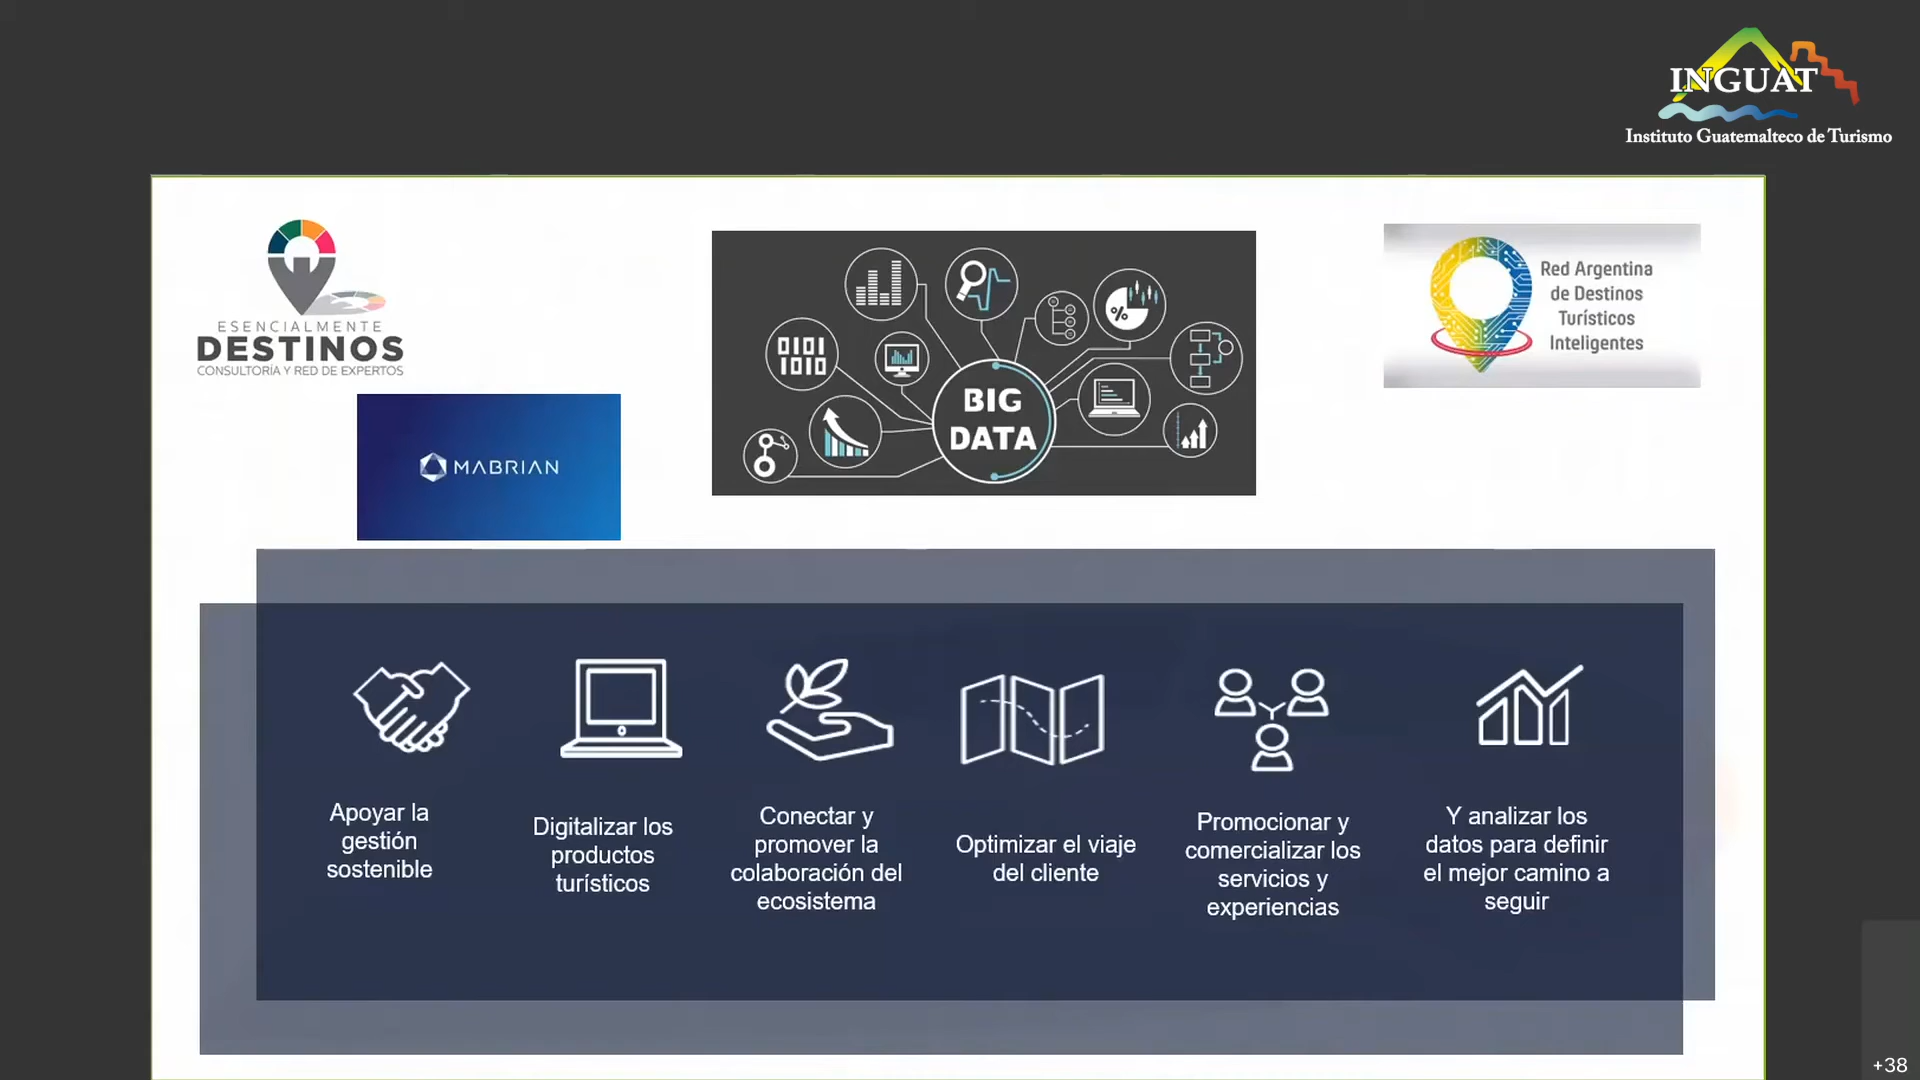 INGUAT
Instituto Guatemalteco de Turismo
ESENCIALMENTE
DESTINOS
CONSULTORÍA Y RED DE EXPERTOS
MABRIAN
0101
1010
%
BIG
DATA
Red Argentina
de Destinos
Turísticos
Inteligentes
Apoyar la
gestión
sostenible
Digitalizar los
productos
turísticos
Conectar y
promover la
colaboración del
ecosistema
Optimizar el viaje
del cliente
Promocionar y
comercializar los
servicios y
experiencias
Y analizar los
datos para definir
el mejor camino a
seguir
+38